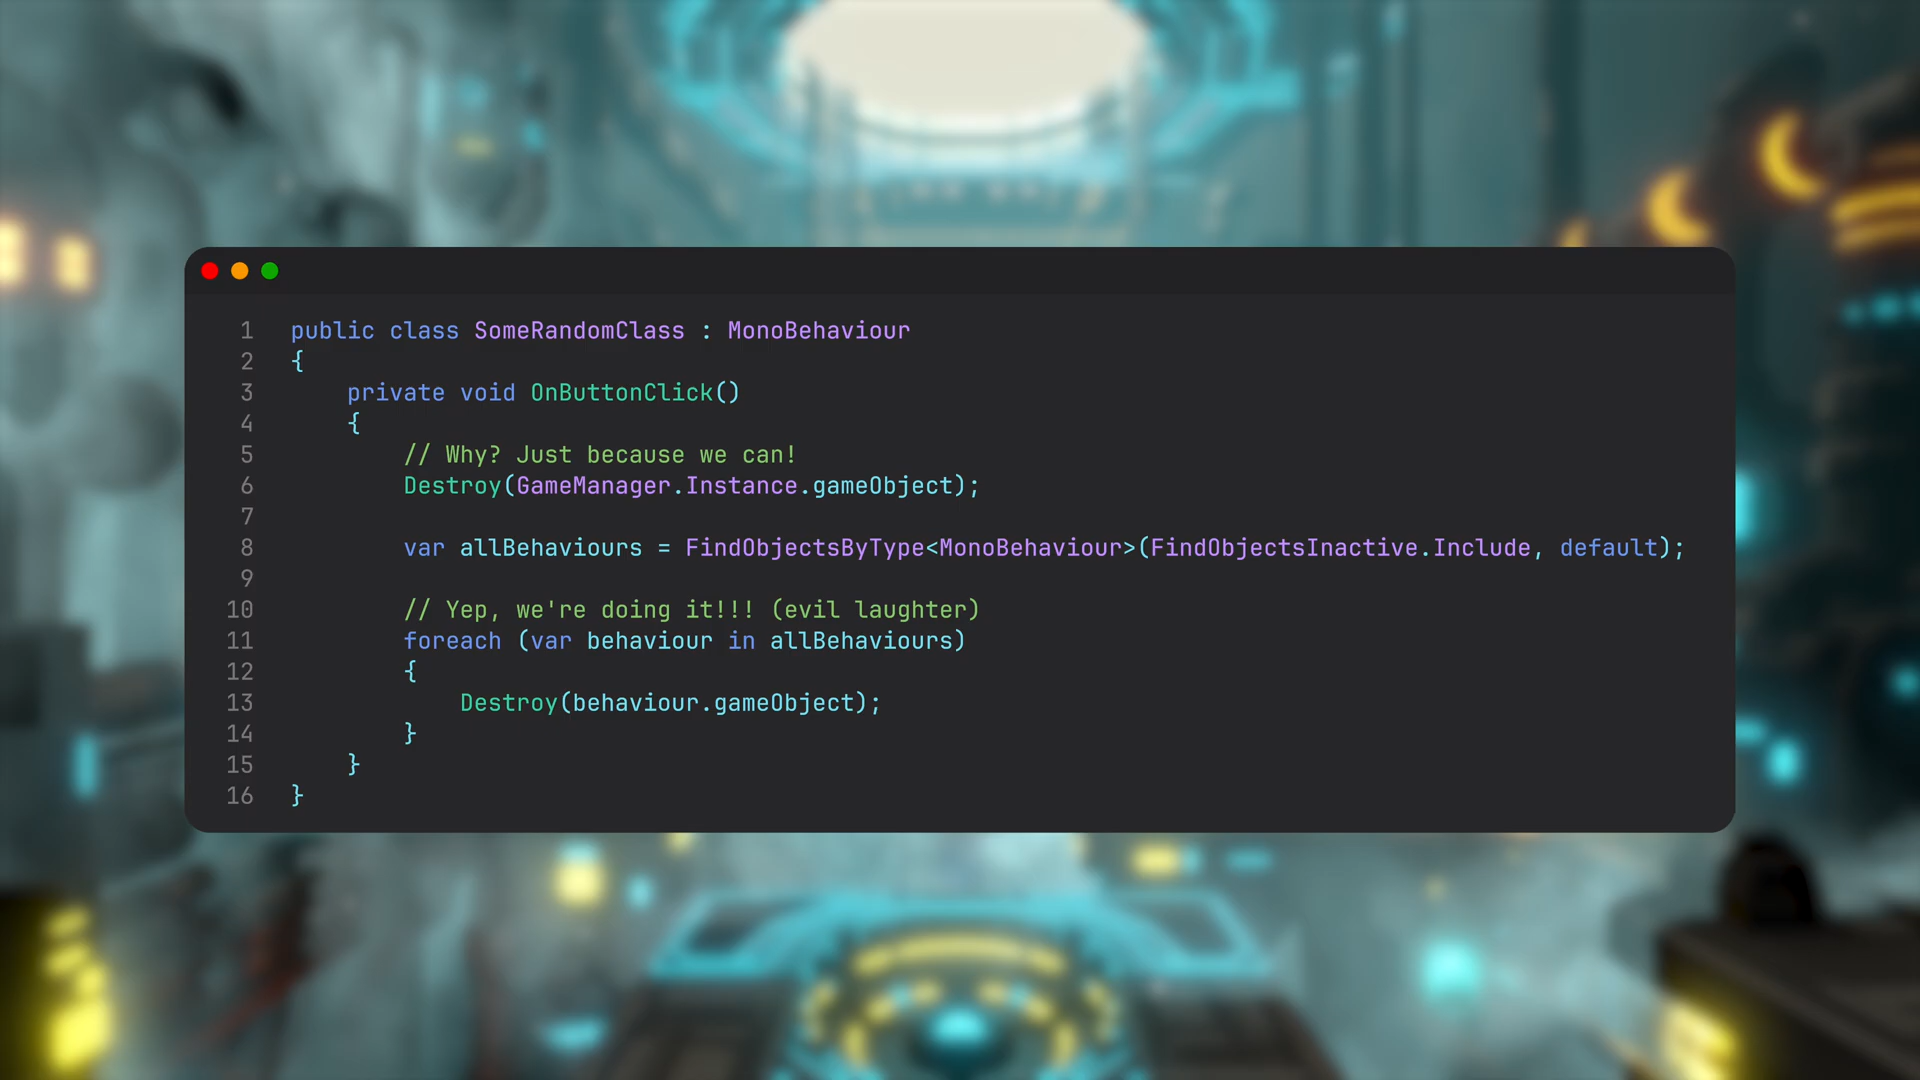 1 public class SomeRandomClass : MonoBehaviour
2 {
3     private void OnButtonClick()
4     {
5         // Why? Just because we can!
6         Destroy(GameManager.Instance.gameObject);
7
8         var allBehaviours = FindObjectsByType<MonoBehaviour>(FindObjectsInactive.Include, default);
9
10         // Yep, we're doing it!!! (evil laughter)
11         foreach (var behaviour in allBehaviours)
12         {
13             Destroy(behaviour.gameObject);
14         }
15     }
16 }